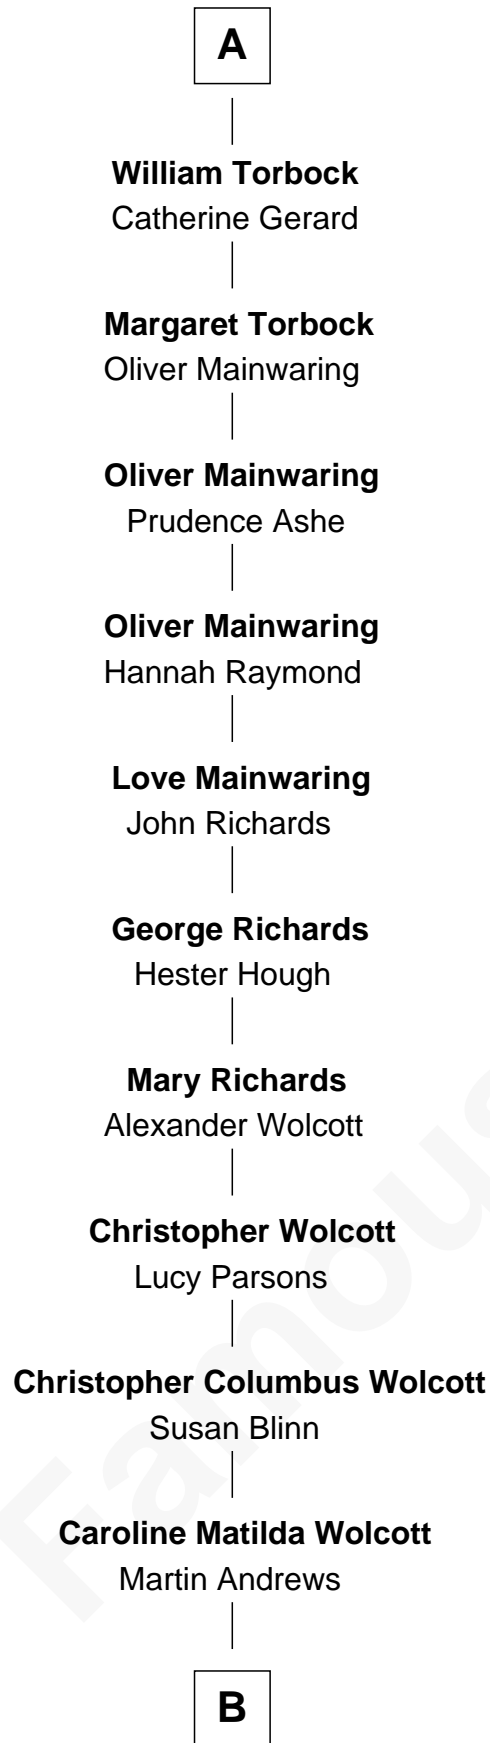 A
William Torbock
Catherine Gerard
Margaret Torbock
Oliver Mainwaring
Oliver Mainwaring
Prudence Ashe
Oliver Mainwaring
Hannah Raymond
Love Mainwaring
John Richards
George Richards
Hester Hough
Mary Richards
Alexander Wolcott
Christopher Wolcott
Lucy Parsons
Christopher Columbus Wolcott
Susan Blinn
Caroline Matilda Wolcott
Martin Andrews
B
Famous